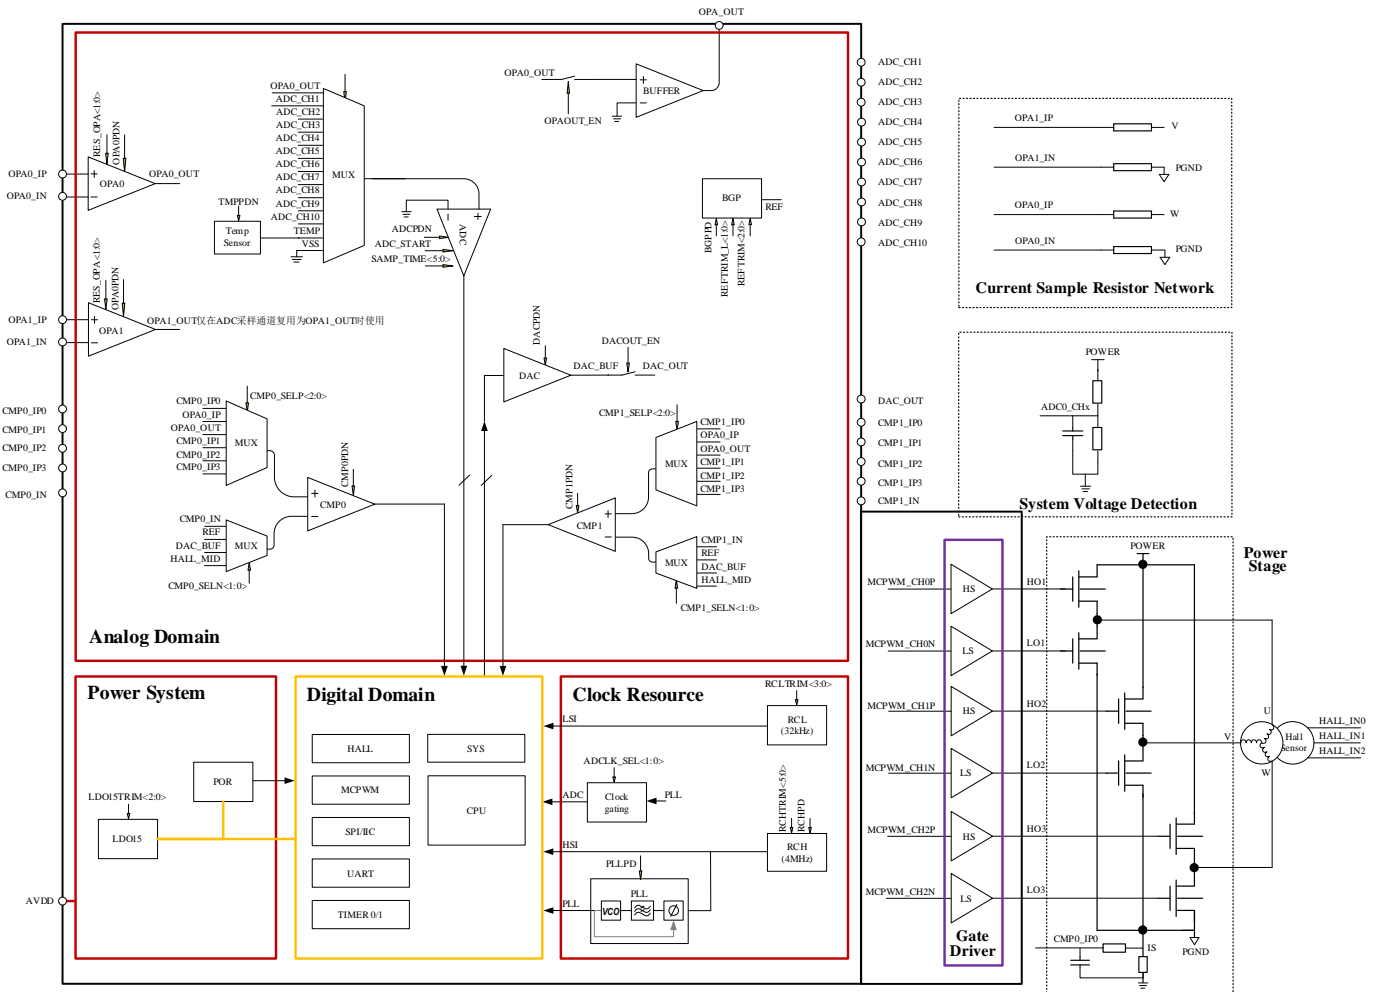 OPA_OUT
OPA0_OUT
BUFFER
+
−
OPAOUT_EN
RES_OPA<1:0>
OPA0PDN
OPA0_IP
OPA0_IN
+
−
OPA0
OPA0_OUT
OPA0_OUT
ADC_CH1
ADC_CH2
ADC_CH3
ADC_CH4
ADC_CH5
ADC_CH6
ADC_CH7
ADC_CH8
ADC_CH9
ADC_CH10
TEMP
VSS
MUX
TMPPDN
Temp
Sensor
−
+
ADC
ADCPDN
ADC_START
SAMP_TIME<5:0>
BGP
REF
BGPPD
REFTRIM_L<1:0>
REFTRIM<2:0>
RES_OPA<1:0>
OPA0PDN
OPA1_IP
OPA1_IN
+
−
OPA1
OPA1_OUT仅在ADC采样通道复用为OPA1_OUT时使用
DACPDN
DAC
DACOUT_EN
DAC_BUF
DAC_OUT
CMP0_IP0
CMP0_IP1
CMP0_IP2
CMP0_IP3
CMP0_IN
CMP0_SELP<2:0>
CMP0_IP0
OPA0_IP
OPA0_OUT
CMP0_IP1
CMP0_IP2
CMP0_IP3
MUX
CMP0PDN
+
−
CMP0
CMP0_IN
REF
DAC_BUF
HALL_MID
MUX
CMP0_SELN<1:0>
CMP1_SELP<2:0>
CMP1_IP0
OPA0_IP
OPA0_OUT
CMP1_IP1
CMP1_IP2
CMP1_IP3
MUX
CMP1PDN
+
−
CMP1
CMP1_IN
REF
DAC_BUF
HALL_MID
MUX
CMP1_SELN<1:0>
Analog Domain
ADC_CH1
ADC_CH2
ADC_CH3
ADC_CH4
ADC_CH5
ADC_CH6
ADC_CH7
ADC_CH8
ADC_CH9
ADC_CH10
DAC_OUT
CMP1_IP0
CMP1_IP1
CMP1_IP2
CMP1_IP3
CMP1_IN
OPA1_IP
V
OPA1_IN
PGND
OPA0_IP
W
OPA0_IN
PGND
Current Sample Resistor Network
POWER
ADC0_CHx
System Voltage Detection
Power System
POR
LDO15TRIM<2:0>
LDO15
AVDD
Digital Domain
HALL
MCPWM
SPI/IIC
UART
TIMER 0/1
SYS
CPU
Clock Resource
RCLTRIM<3:0>
LSI
RCL
(32kHz)
ADCLK_SEL<1:0>
ADC
Clock
gating
PLL
RCHTRIM<5:0>
RCHPD
HSI
RCH
(4MHz)
PLLPD
PLL
PLL
VCO
Ø
MCPWM_CH0P
HS
HO1
MCPWM_CH0N
LS
LO1
MCPWM_CH1P
HS
HO2
MCPWM_CH1N
LS
LO2
MCPWM_CH2P
HS
HO3
MCPWM_CH2N
LS
LO3
Gate
Driver
POWER
Power
Stage
U
V
W
Hall
Sensor
HALL_IN0
HALL_IN1
HALL_IN2
CMP0_IP0
IS
PGND